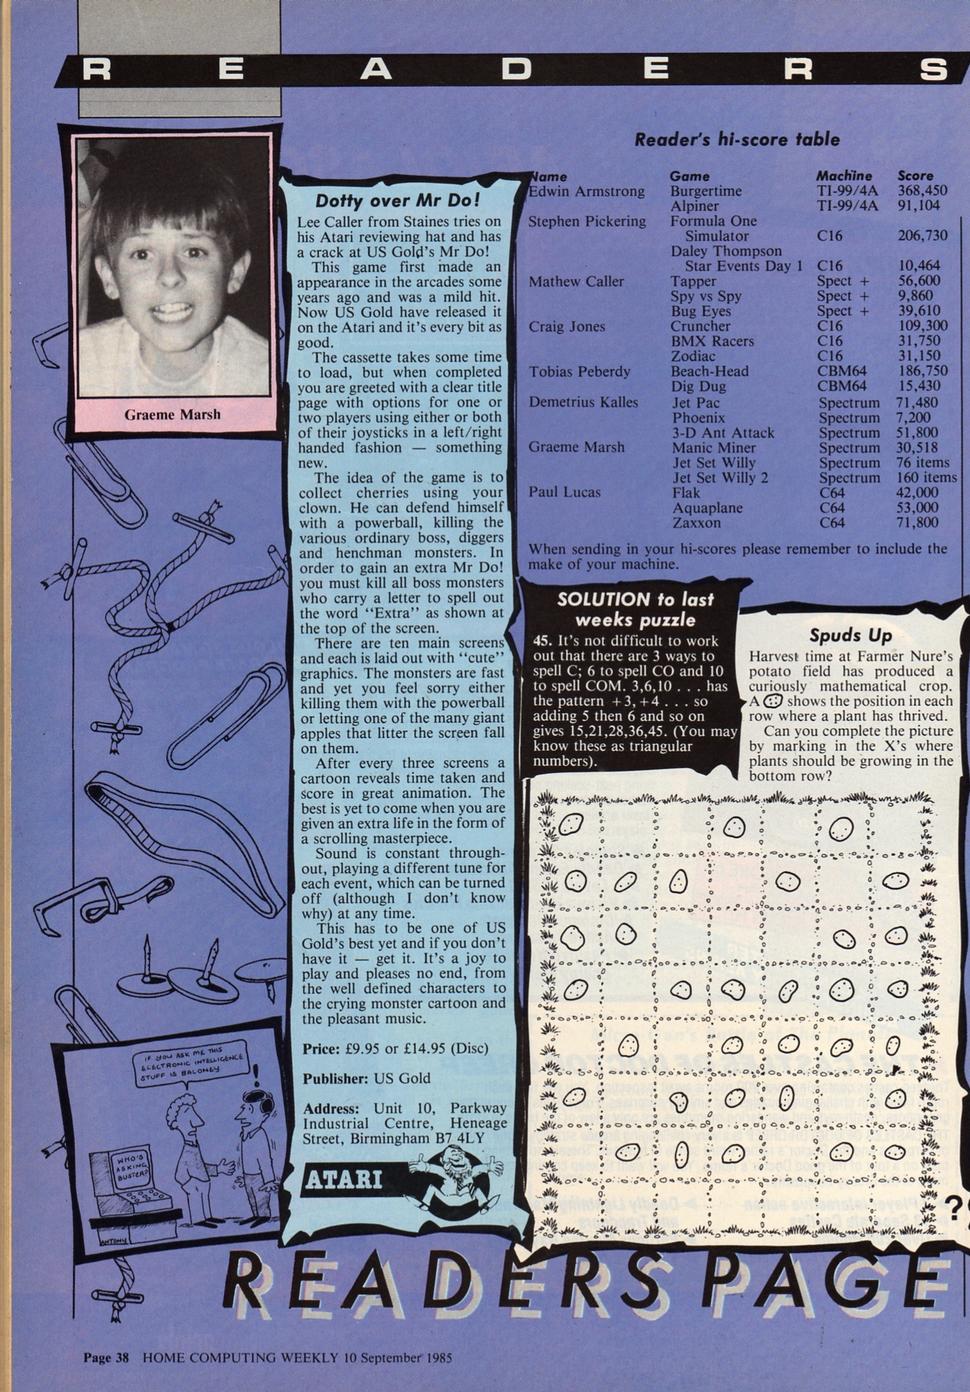 READERS
Graeme Marsh
Dotty over Mr Do!
Lee Caller from Staines tries on
his Atari reviewing hat and has
a crack at US Gold's Mr Do!
This game first made an
appearance in the arcades some
years ago and was a mild hit.
Now US Gold have released it
on the Atari and it's every bit as
good.
The cassette takes some time
to load, but when completed
you are greeted with a clear title
page with options for one or
two players using either or both
of their joysticks in a left/right
handed fashion — something
new.
The idea of the game is to
collect cherries using your
clown. He can defend himself
with a powerball, killing the
various ordinary boss, diggers
and henchman monsters. In
order to gain an extra Mr Do!
you must kill all boss monsters
who carry a letter to spell out
the word "Extra" as shown at
the top of the screen.
There are ten main screens
and each is laid out with "cute"
graphics. The monsters are fast
and yet you feel sorry either
killing them with the powerball
or letting one of the many giant
apples that litter the screen fall
on them.
After every three screens a
cartoon reveals time taken and
score in great animation. The
best is yet to come when you are
given an extra life in the form of
a scrolling masterpiece.
Sound is constant through-
out, playing a different tune for
each event, which can be turned
off (although I don't know
why) at any time.
This has to be one of US
Gold's best yet and if you don't
have it — get it. It's a joy to
play and pleases no end, from
the well defined characters to
the crying monster cartoon and
the pleasant music.
Price: £9.95 or £14.95 (Disc)
Publisher: US Gold
Address: Unit 10, Parkway
Industrial Centre, Heneage
Street, Birmingham B7 4LY
ATARI
Reader's hi-score table
Name Game Machine Score
Edwin Armstrong Burgertime TI-99/4A 368,450
Alpiner TI-99/4A 91,104
Stephen Pickering Formula One
Simulator C16 206,730
Daley Thompson
Star Events Day 1 C16 10,464
Mathew Caller Tapper Spect + 56,600
Spy vs Spy Spect + 9,860
Bug Eyes Spect + 39,610
Craig Jones Cruncher C16 109,300
BMX Racers C16 31,750
Zodiac C16 31,150
Tobias Peberdy Beach-Head CBM64 186,750
Dig Dug CBM64 15,430
Demetrius Kalles Jet Pac Spectrum 71,480
Phoenix Spectrum 7,200
3-D Ant Attack Spectrum 51,800
Graeme Marsh Manic Miner Spectrum 30,518
Jet Set Willy Spectrum 76 items
Jet Set Willy 2 Spectrum 160 items
Paul Lucas Flak C64 42,000
Aquaplane C64 53,000
Zaxxon C64 71,800
When sending in your hi-scores please remember to include the
make of your machine.
SOLUTION to last
weeks puzzle
45. It's not difficult to work
out that there are 3 ways to
spell C; 6 to spell CO and 10
to spell COM. 3,6,10 . . . has
the pattern +3, +4 . . . so
adding 5 then 6 and so on
gives 15,21,28,36,45. (You may
know these as triangular
numbers).
Spuds Up
Harvest time at Farmer Nure's
potato field has produced a
curiously mathematical crop.
A shows the position in each
row where a plant has thrived.
Can you complete the picture
by marking in the X's where
plants should be growing in the
bottom row?
?
IF YOU ASK ME THIS
ELECTRONIC INTELLIGENCE
STUFF IS BALONEY
!
WHO'S
ASKING,
BUSTER?
ANTONY
READERS PAGE
Page 38 HOME COMPUTING WEEKLY 10 September 1985